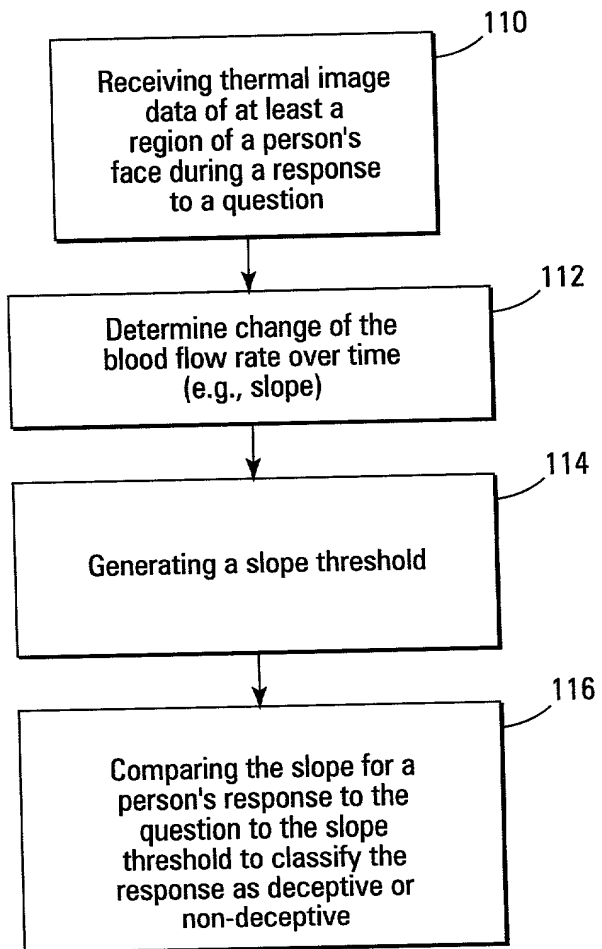 110
Receiving thermal image
data of at least a
region of a person's
face during a response
to a question
112
Determine change of the
blood flow rate over time
(e.g., slope)
114
Generating a slope threshold
116
Comparing the slope for a
person's response to the
question to the slope
threshold to classify the
response as deceptive or
non-deceptive